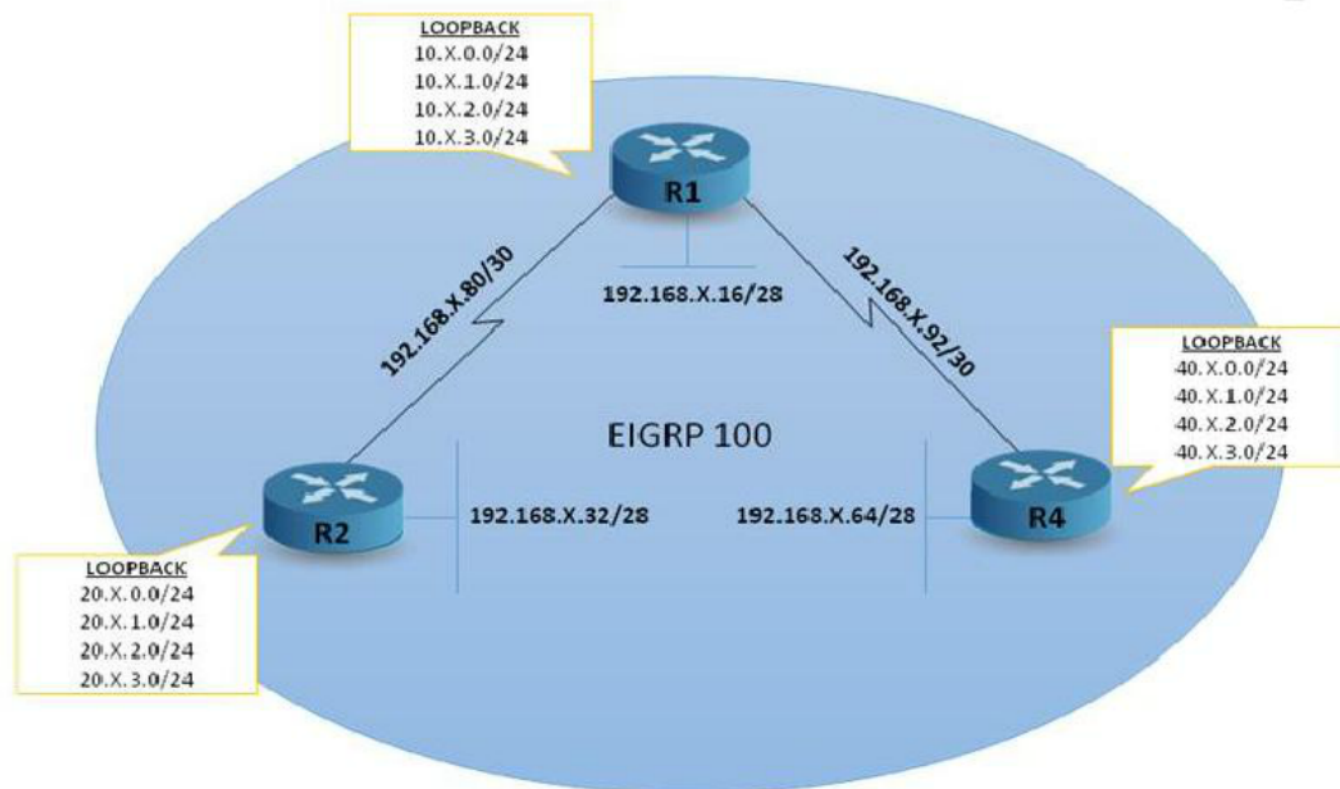 LOOPBACK
10.X.0.0/24
10.X.1.0/24
10.X.2.0/24
10.X.3.0/24
R1
192.168.X.80/30
192.168.X.16/28
192.168.X.92/30
LOOPBACK
40.X.0.0/24
40.X.1.0/24
40.X.2.0/24
40.X.3.0/24
EIGRP 100
R2
192.168.X.32/28
192.168.X.64/28
R4
LOOPBACK
20.X.0.0/24
20.X.1.0/24
20.X.2.0/24
20.X.3.0/24